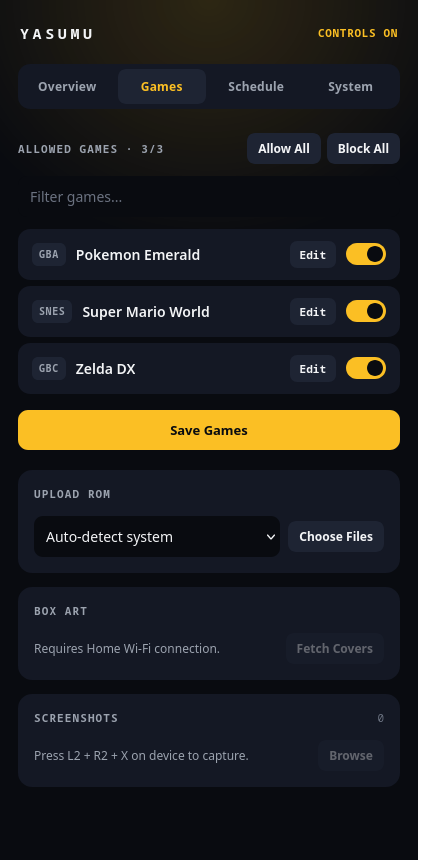 YASUMU
CONTROLS ON
Overview Games Schedule System
ALLOWED GAMES · 3/3
Allow All Block All
Filter games...
GBA Pokemon Emerald Edit
SNES Super Mario World Edit
GBC Zelda DX Edit
Save Games
UPLOAD ROM
Auto-detect system Choose Files
BOX ART
Requires Home Wi-Fi connection. Fetch Covers
SCREENSHOTS 0
Press L2 + R2 + X on device to capture. Browse